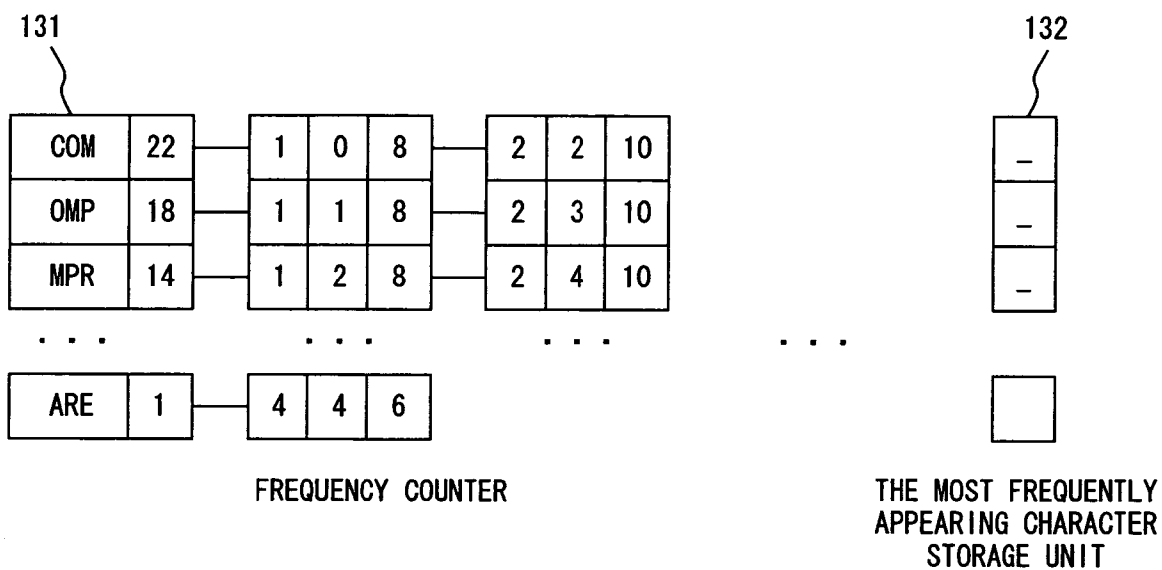 131
132
COM 22 1 0 8 2 2 10 _
OMP 18 1 1 8 2 3 10 _
MPR 14 1 2 8 2 4 10 _
... ... ... ...
ARE 1 4 4 6
FREQUENCY COUNTER
THE MOST FREQUENTLY
APPEARING CHARACTER
STORAGE UNIT